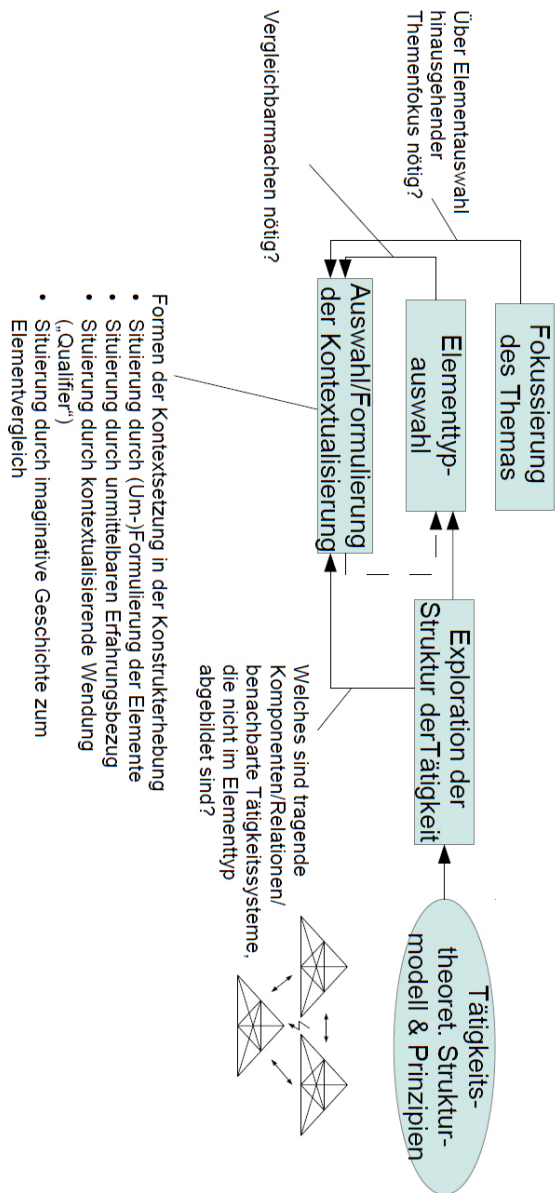 Fokussierung
des Themas
Über Elementauswahl
hinausgehender
Themenfokus nötig?
Elementtyp-
auswahl
Vergleichbarmachen nötig?
Auswahl/Formulierung
der Kontextualisierung
Exploration der
Struktur derTätigkeit
Tätigkeits-
theoret. Struktur-
modell & Prinzipien
Welches sind tragende
Komponenten/Relationen/
benachbarte Tätigkeitssysteme,
die nicht im Elementtyp
abgebildet sind?
Formen der Kontextsetzung in der Konstrukterhebung
• Situierung durch (Um-)Formulierung der Elemente
• Situierung durch unmittelbaren Erfahrungsbezug
• Situierung durch kontextualisierende Wendung
(„Qualifier“)
• Situierung durch imaginative Geschichte zum
Elementvergleich